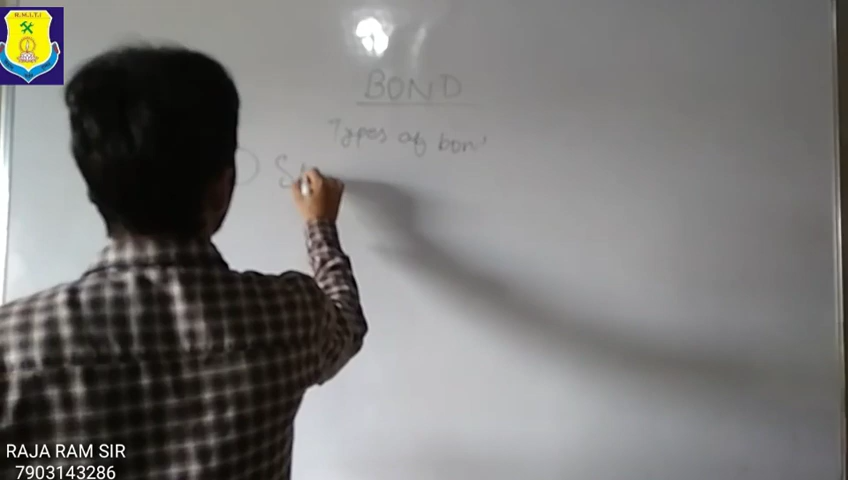 R.M.I.T.I
BOND
Types of bon
RAJA RAM SIR
7903143286